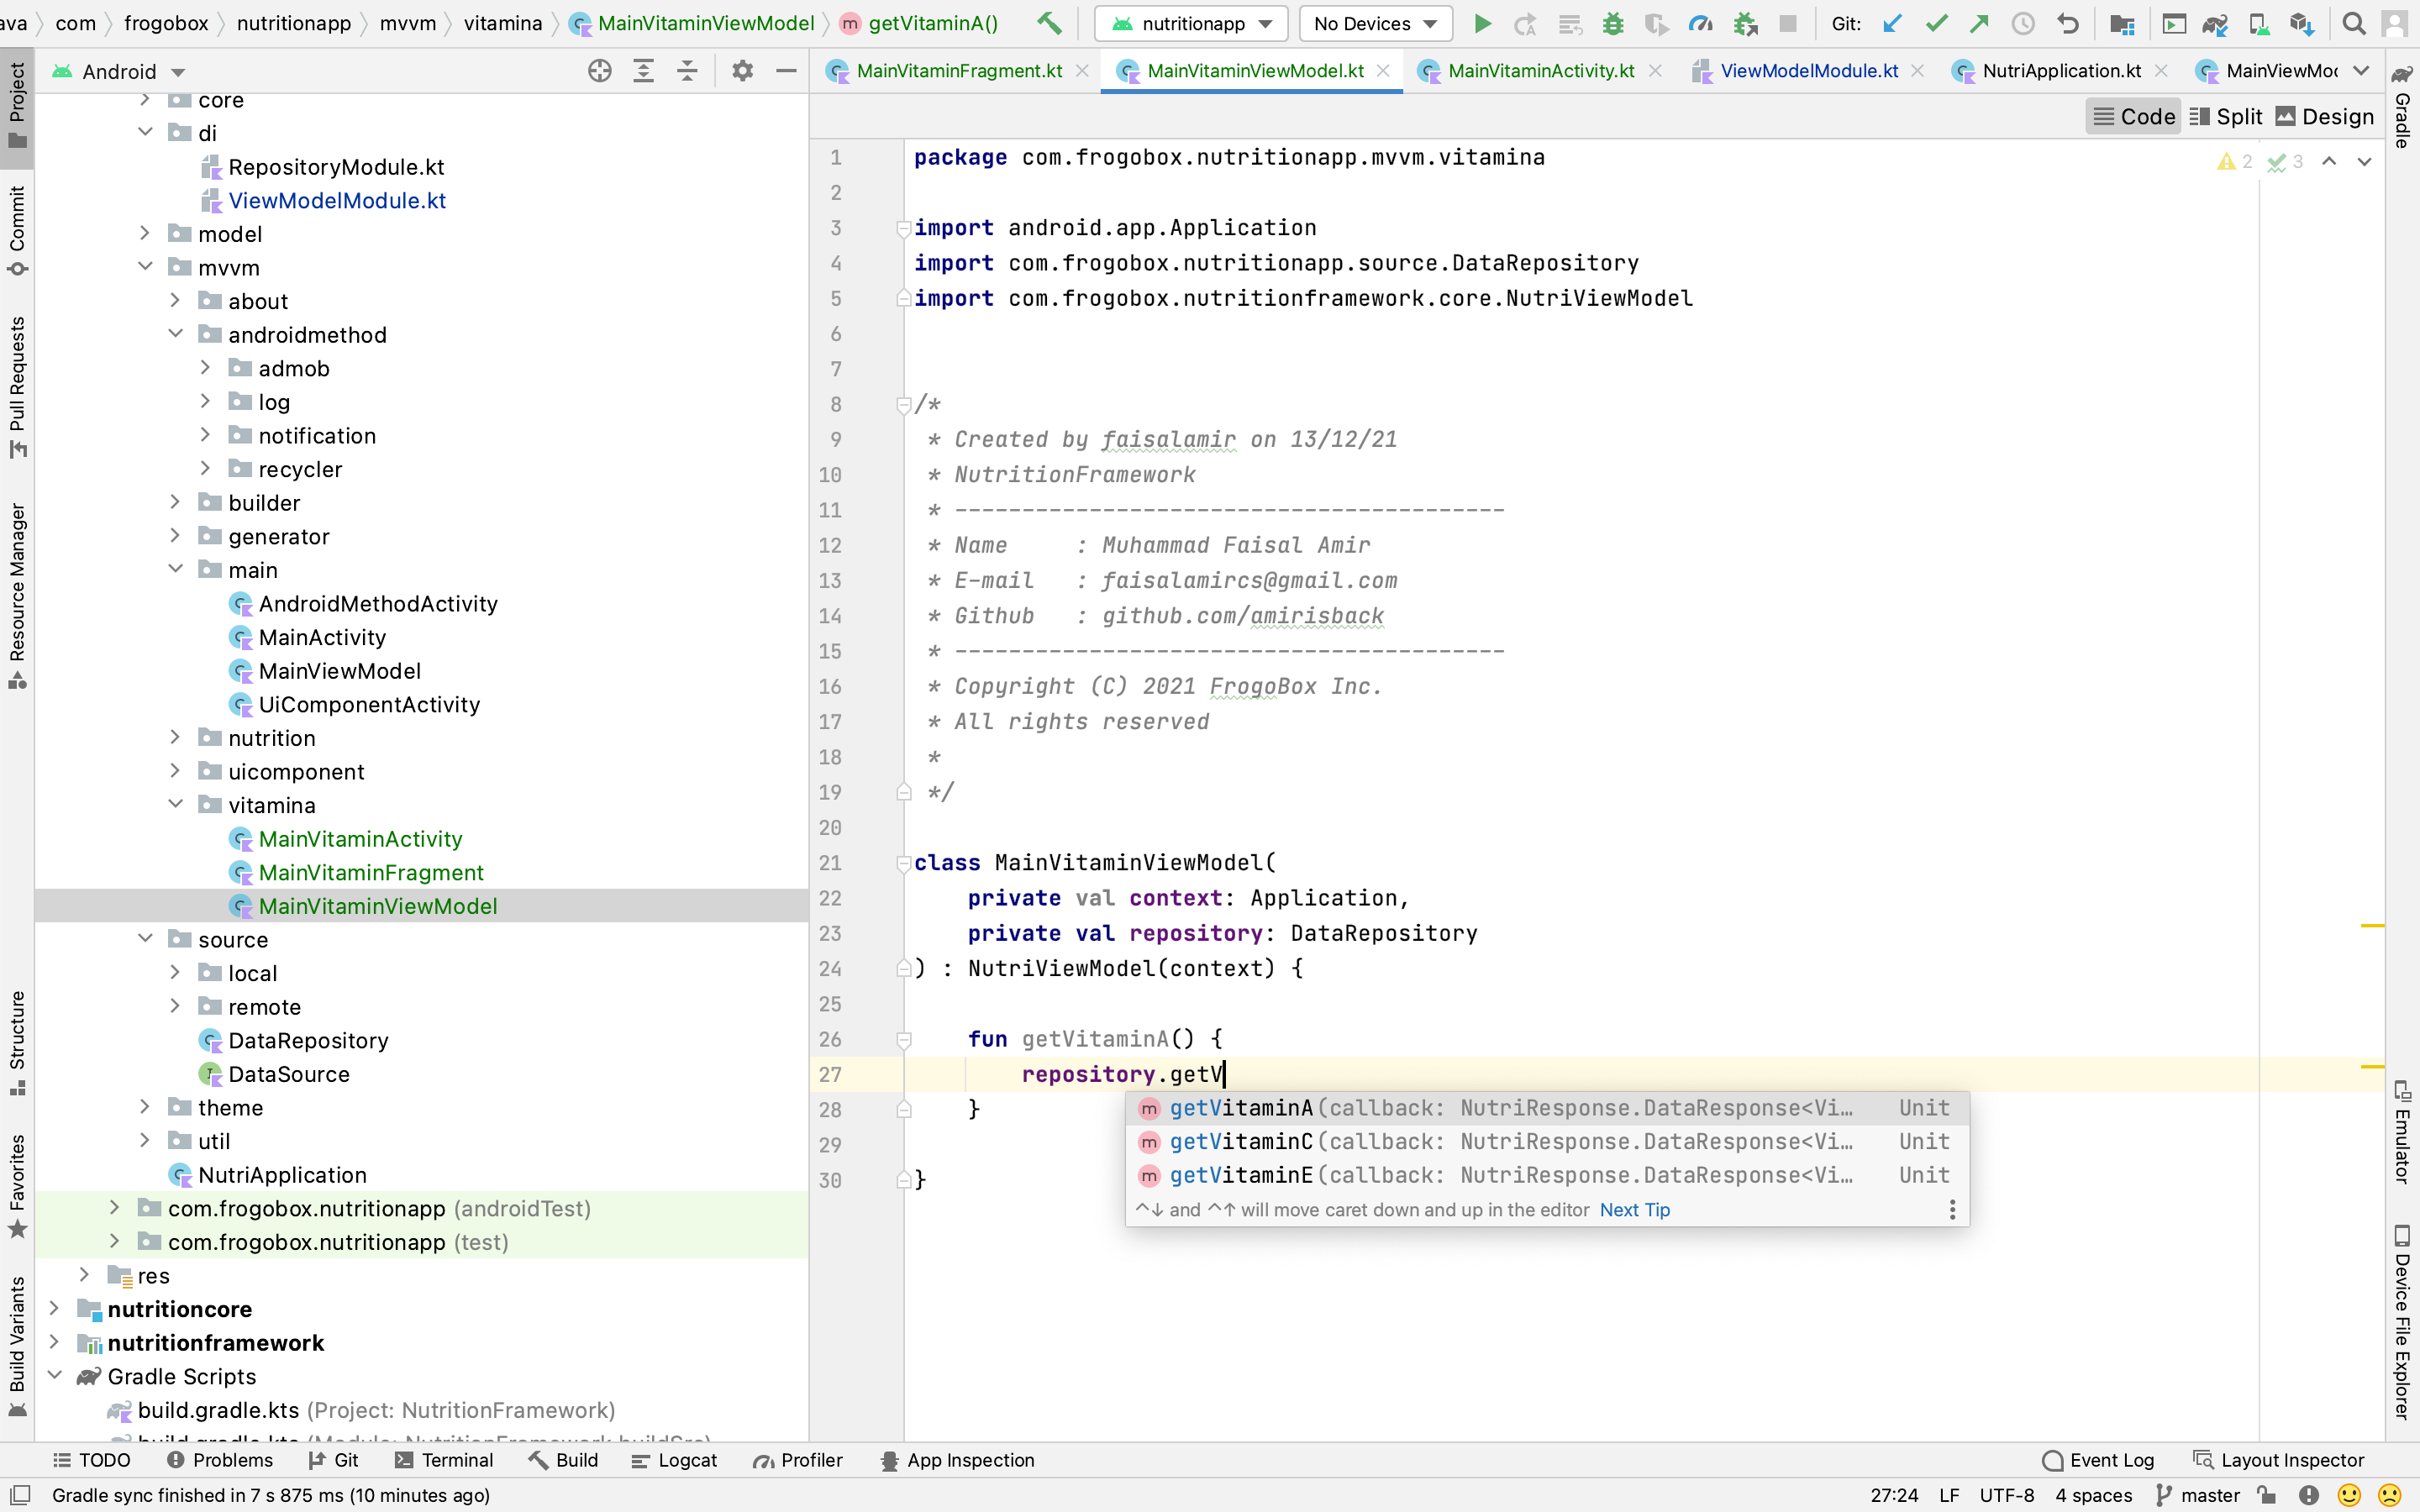 ava
com
frogobox
nutritionapp
mvvm
vitamina
MainVitaminViewModel
m getVitaminA()
nutritionapp
No Devices
Git:
Android
MainVitaminFragment.kt
MainVitaminViewModel.kt
MainVitaminActivity.kt
ViewModelModule.kt
NutriApplication.kt
MainViewMo
Code
Split
Design
Project
Commit
Pull Requests
Resource Manager
Structure
Favorites
Build Variants
core
di
RepositoryModule.kt
ViewModelModule.kt
model
mvvm
about
androidmethod
admob
log
notification
recycler
builder
generator
main
AndroidMethodActivity
MainActivity
MainViewModel
UiComponentActivity
nutrition
uicomponent
vitamina
MainVitaminActivity
MainVitaminFragment
MainVitaminViewModel
source
local
remote
DataRepository
DataSource
theme
util
NutriApplication
com.frogobox.nutritionapp (androidTest)
com.frogobox.nutritionapp (test)
res
nutritioncore
nutritionframework
Gradle Scripts
build.gradle.kts (Project: NutritionFramework)
build.gradle.kts (Module: NutritionFramework.buildSrc)
2 3
1 package com.frogobox.nutritionapp.mvvm.vitamina
2
3 import android.app.Application
4 import com.frogobox.nutritionapp.source.DataRepository
5 import com.frogobox.nutritionframework.core.NutriViewModel
6
7
8 /*
9 * Created by faisalamir on 13/12/21
10 * NutritionFramework
11 * -----------------------------------------
12 * Name : Muhammad Faisal Amir
13 * E-mail : faisalamircs@gmail.com
14 * Github : github.com/amirisback
15 * -----------------------------------------
16 * Copyright (C) 2021 FrogoBox Inc.
17 * All rights reserved
18 *
19 */
20
21 class MainVitaminViewModel(
22 private val context: Application,
23 private val repository: DataRepository
24 ) : NutriViewModel(context) {
25
26 fun getVitaminA() {
27 repository.getV
28 }
29
30 }
m getVitaminA(callback: NutriResponse.DataResponse<Vi… Unit
m getVitaminC(callback: NutriResponse.DataResponse<Vi… Unit
m getVitaminE(callback: NutriResponse.DataResponse<Vi… Unit
^↓ and ^↑ will move caret down and up in the editor Next Tip
Gradle
Emulator
Device File Explorer
TODO
Problems
Git
Terminal
Build
Logcat
Profiler
App Inspection
Event Log
Layout Inspector
Gradle sync finished in 7 s 875 ms (10 minutes ago)
27:24 LF UTF-8 4 spaces master